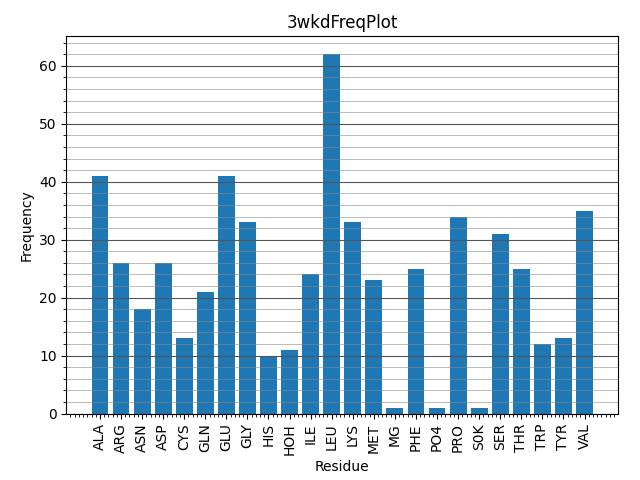 3wkdFreqPlot
60
50
40
30
20
10
0
Frequency
ALA
ARG
ASN
ASP
CYS
GLN
GLU
GLY
HIS
HOH
ILE
LEU
LYS
MET
MG
PHE
PO4
PRO
S0K
SER
THR
TRP
TYR
VAL
Residue